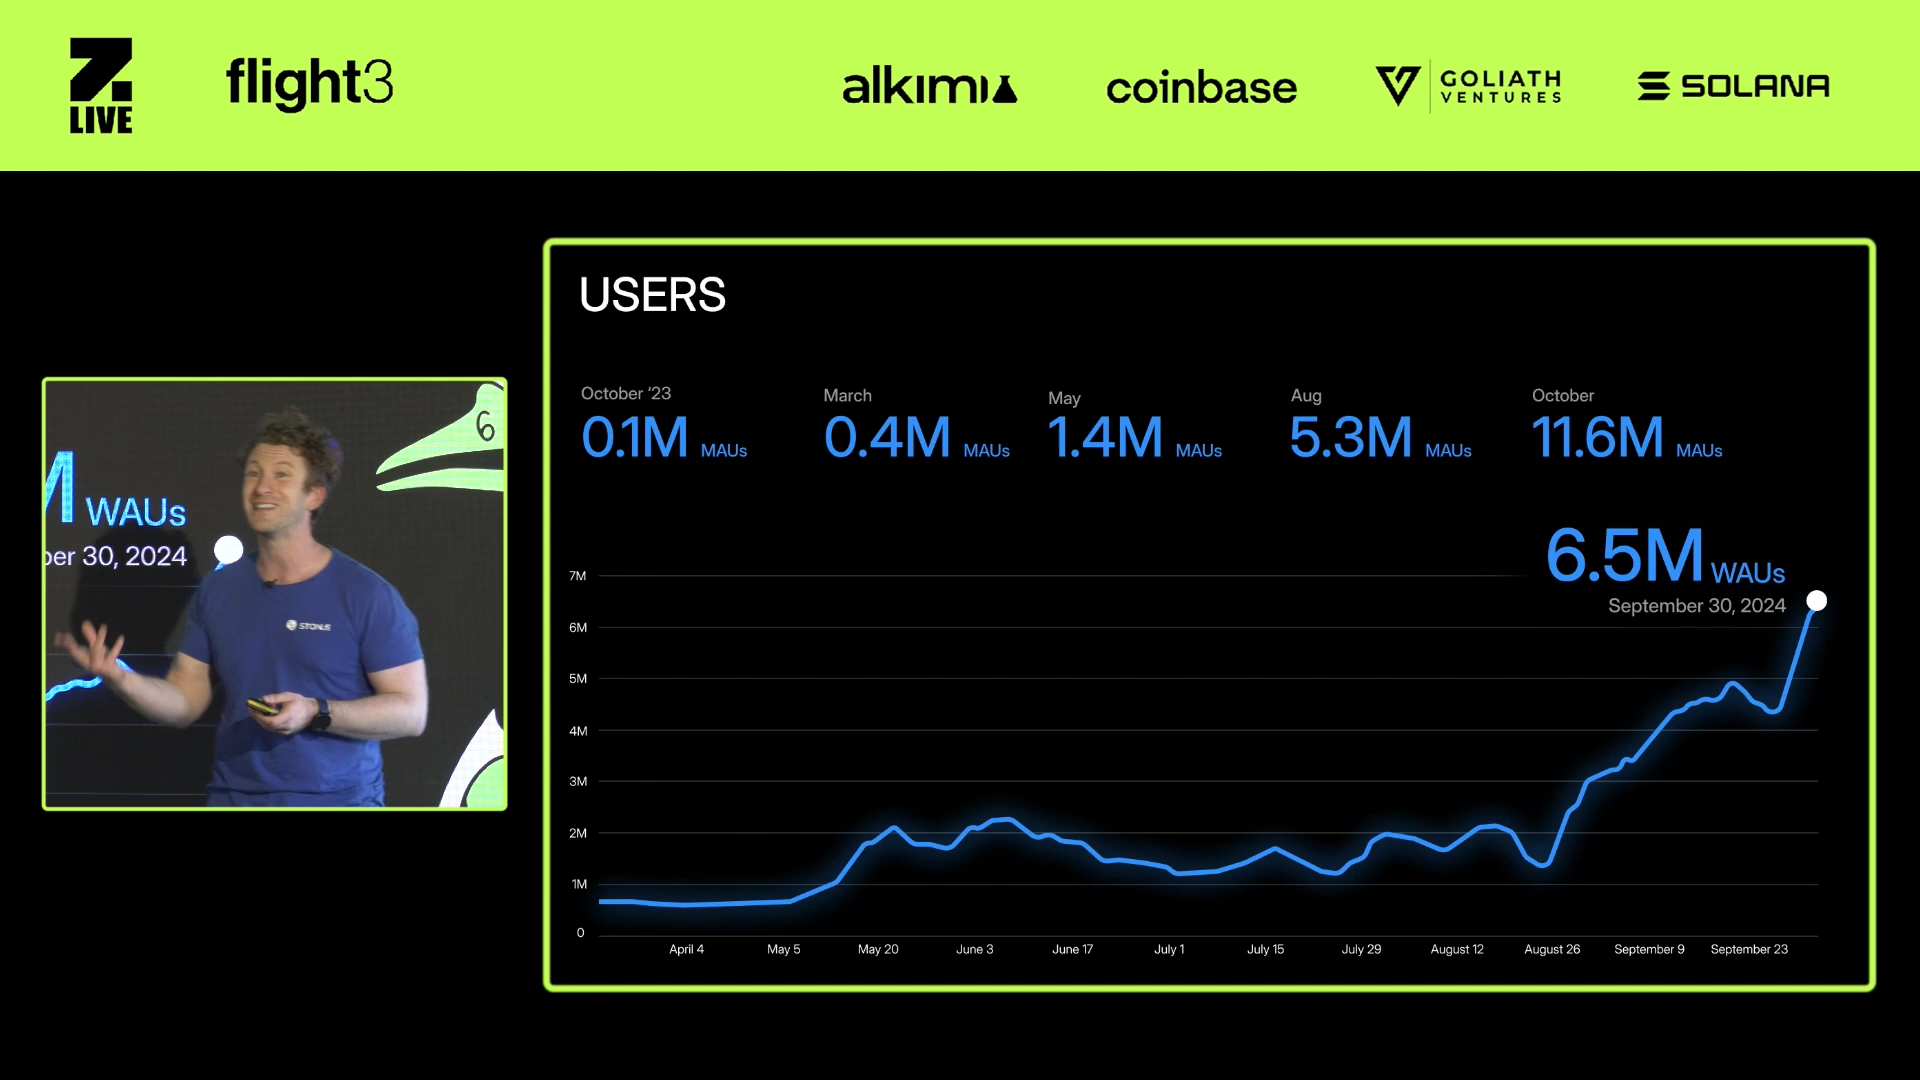 LIVE
flight3
alkimi
coinbase
GOLIATH
VENTURES
SOLANA
USERS
October '23
0.1M MAUs
March
0.4M MAUs
May
1.4M MAUs
Aug
5.3M MAUs
October
11.6M MAUs
6.5M WAUs
September 30, 2024
7M
6M
5M
4M
3M
2M
1M
0
April 4
May 5
May 20
June 3
June 17
July 1
July 15
July 29
August 12
August 26
September 9
September 23
M WAUs
ber 30, 2024
6
STON.fi